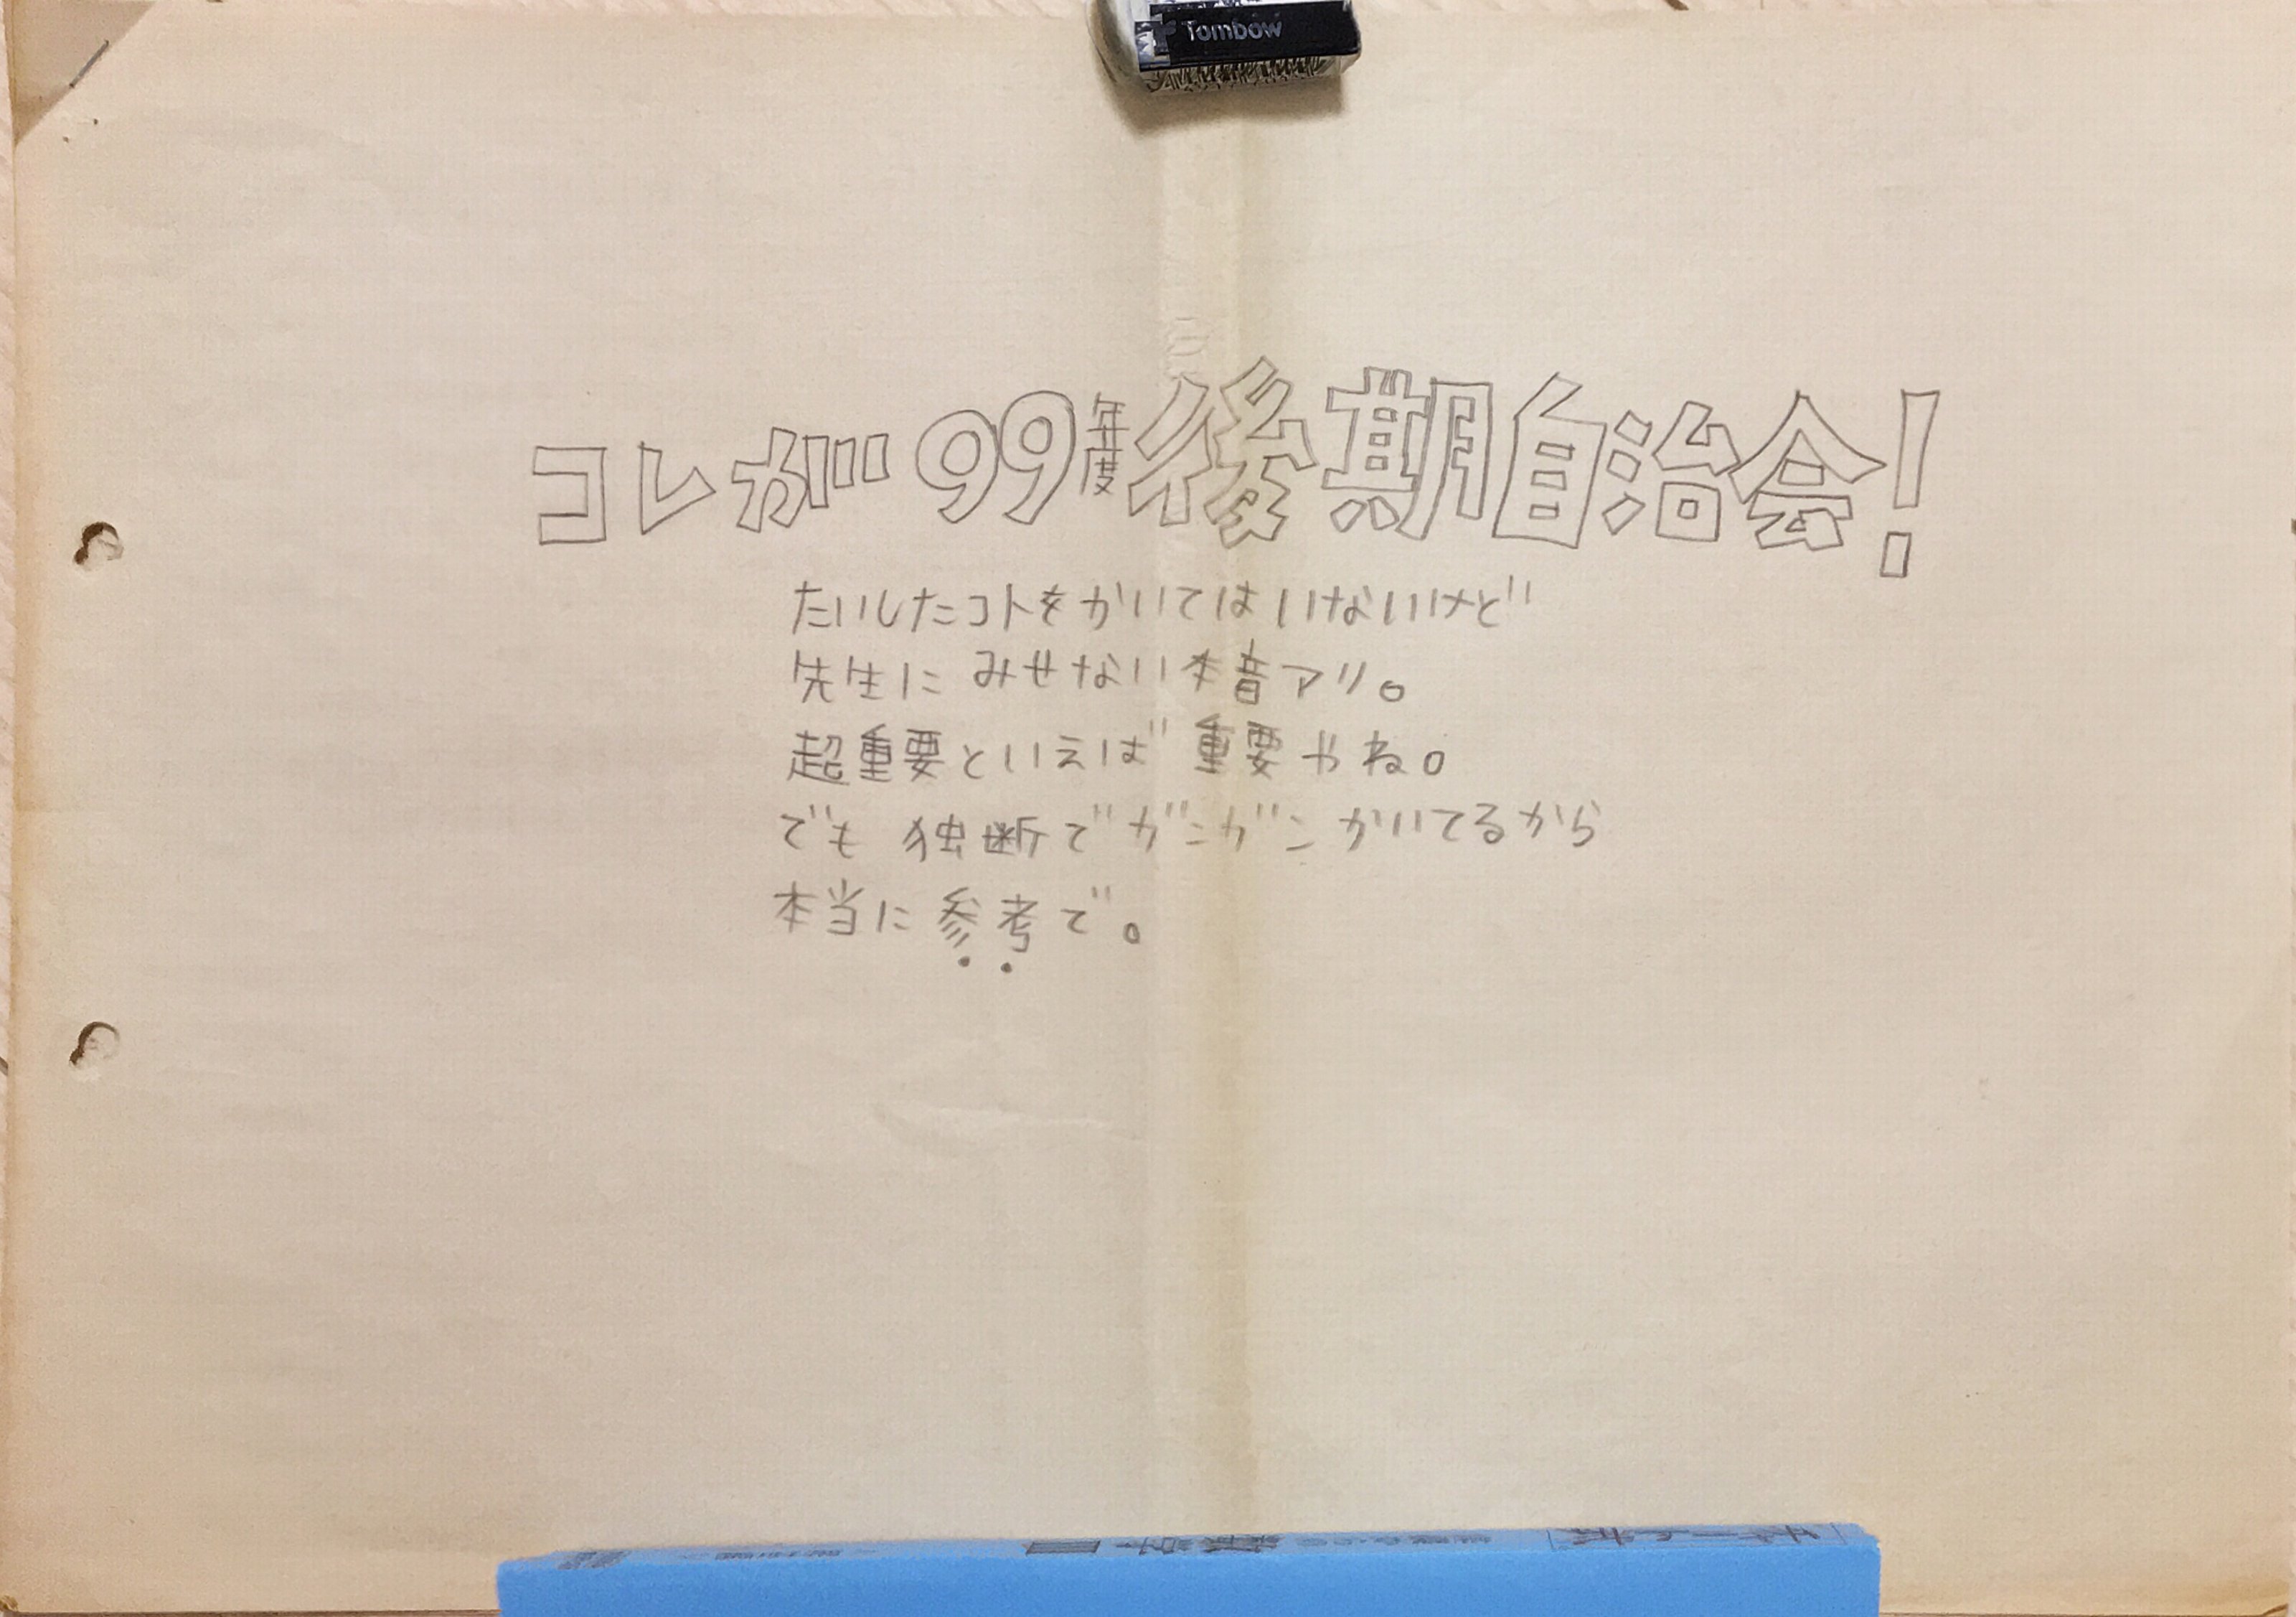 Tombow
コレが99年度後期自治会!
たいしたコトをかいてはいないけど
先生にみせない本音アリ。
超重要といえば重要やね。
でも独断でガンガンかいてるから
本当に参考で。